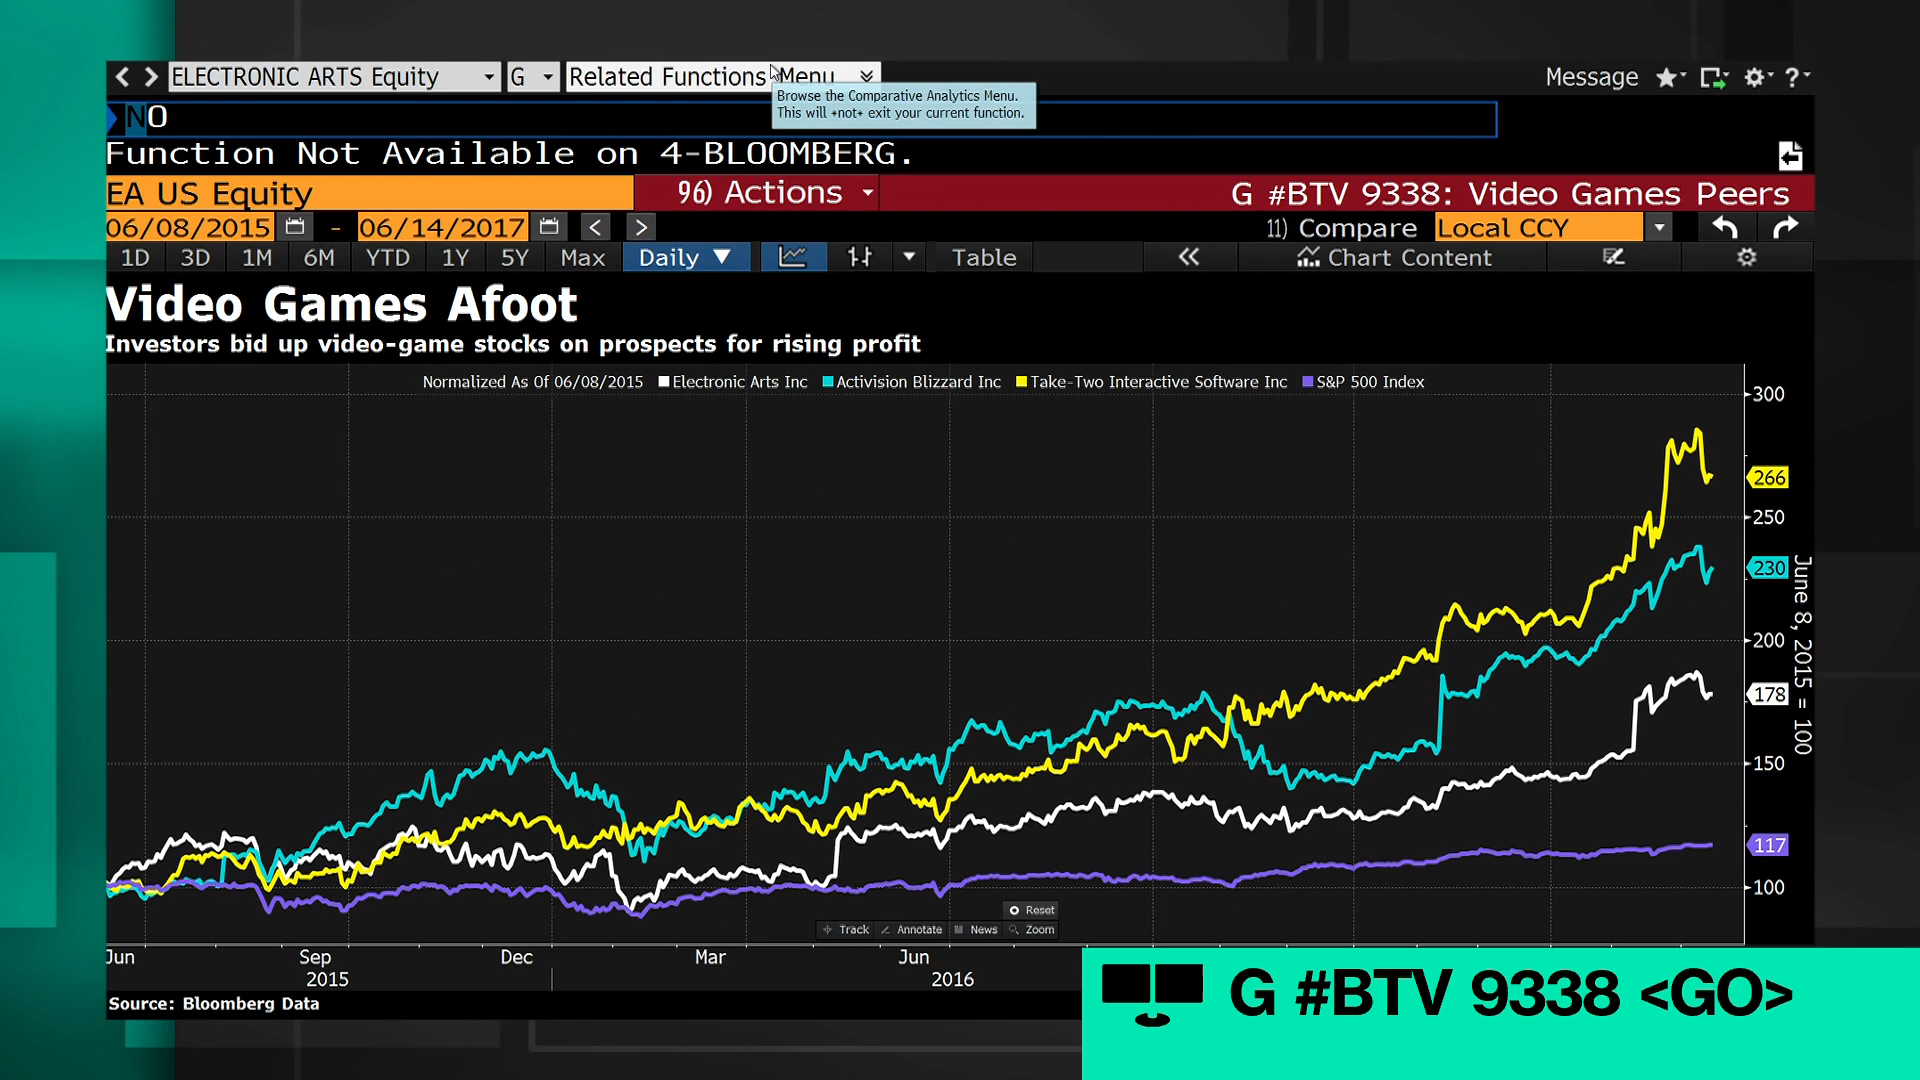 ELECTRONIC ARTS Equity G Related Functions Menu Message ?
Browse the Comparative Analytics Menu.
This will *not* exit your current function.
NO
Function Not Available on 4-BLOOMBERG.
EA US Equity 96) Actions G #BTV 9338: Video Games Peers
06/08/2015 - 06/14/2017 < > 11) Compare Local CCY
1D 3D 1M 6M YTD 1Y 5Y Max Daily ▼ Table « Chart Content
Video Games Afoot
Investors bid up video-game stocks on prospects for rising profit
Normalized As Of 06/08/2015 Electronic Arts Inc Activision Blizzard Inc Take-Two Interactive Software Inc S&P 500 Index
300
266
250
230
200
178
150
117
100
June 8, 2015 = 100
Reset
Track Annotate News Zoom
Jun Sep Dec Mar Jun
2015 2016
Source: Bloomberg Data
G #BTV 9338 <GO>